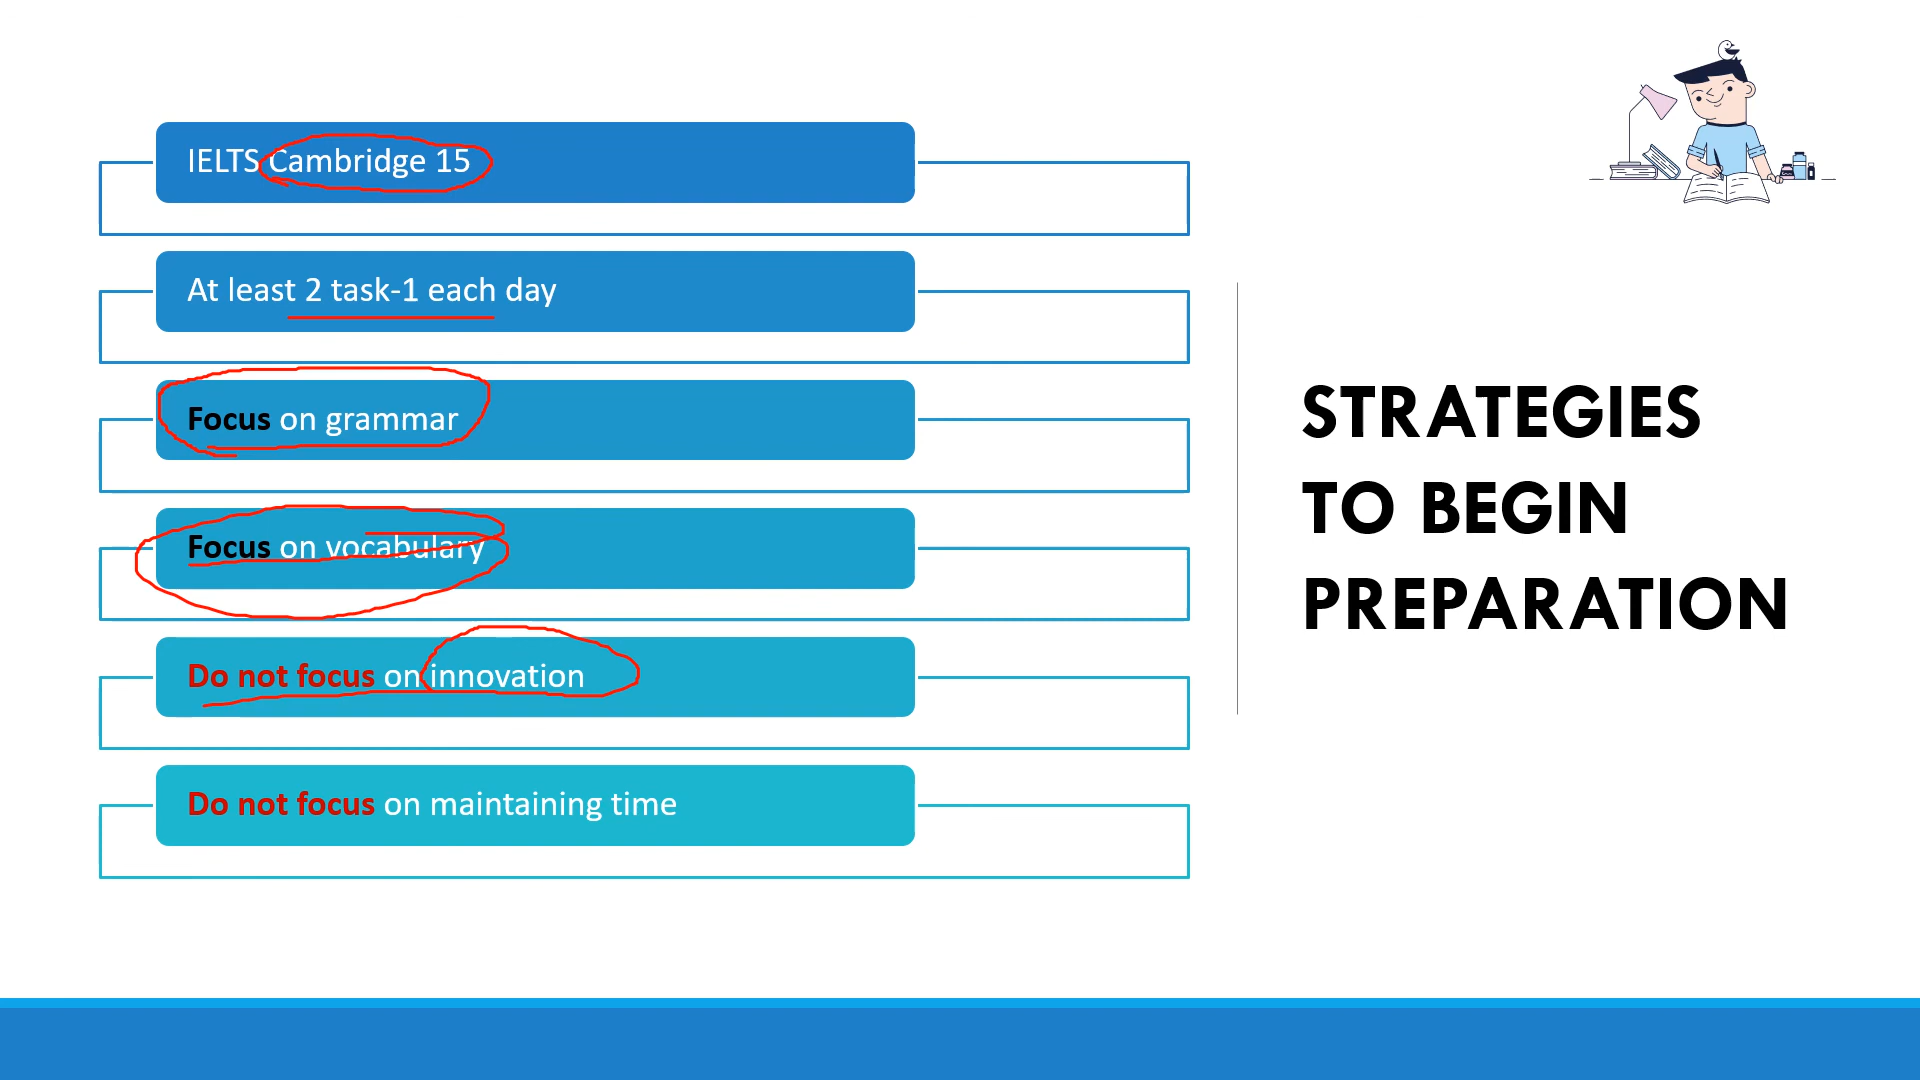 IELTS Cambridge 15
At least 2 task-1 each day
Focus on grammar
Focus on vocabulary
Do not focus on innovation
Do not focus on maintaining time
STRATEGIES
TO BEGIN
PREPARATION